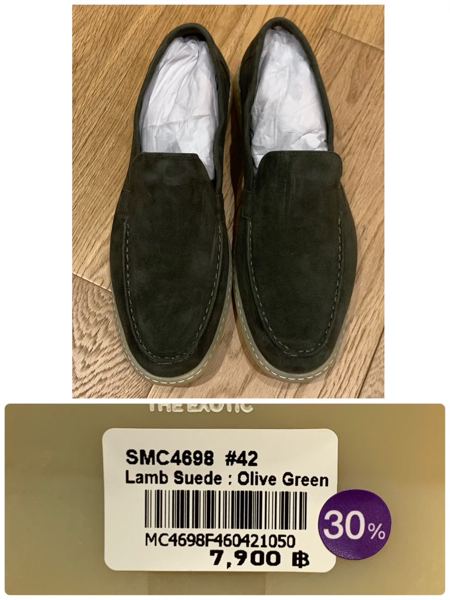 THE EXOTIC
SMC4698 #42
Lamb Suede : Olive Green
MC4698F460421050
7,900 ฿
30%